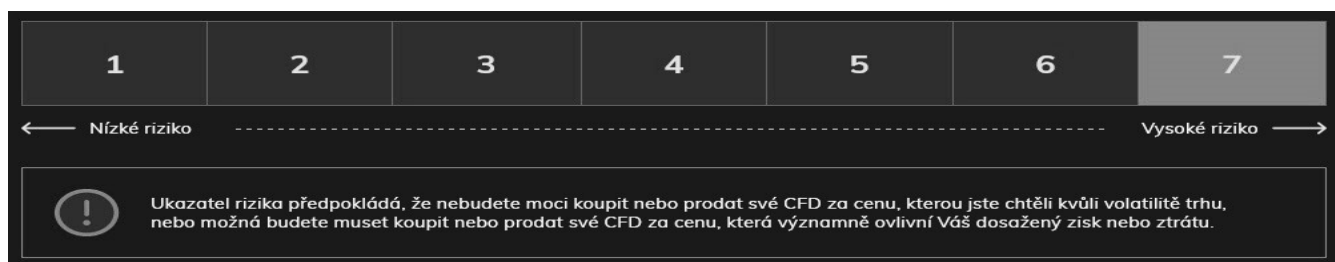 1 2 3 4 5 6 7
Nízké riziko Vysoké riziko
Ukazatel rizika předpokládá, že nebudete moci koupit nebo prodat své CFD za cenu, kterou jste chtěli kvůli volatilitě trhu,
nebo možná budete muset koupit nebo prodat své CFD za cenu, která významně ovlivní Váš dosažený zisk nebo ztrátu.